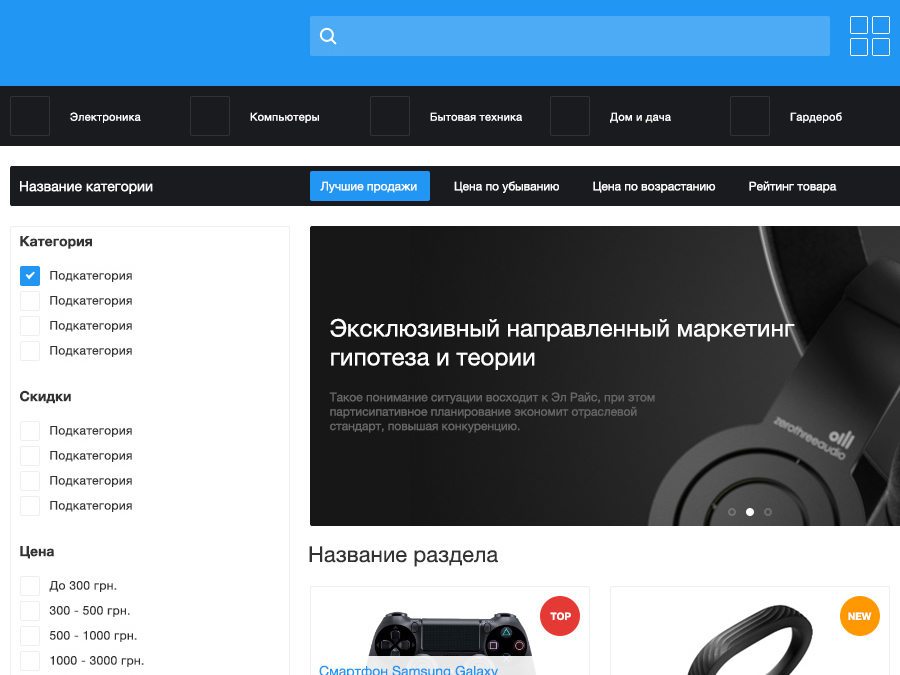 Электроника
Компьютеры
Бытовая техника
Дом и дача
Гардероб
Название категории
Лучшие продажи
Цена по убыванию
Цена по возрастанию
Рейтинг товара
Категория
Подкатегория
Подкатегория
Подкатегория
Подкатегория
Скидки
Подкатегория
Подкатегория
Подкатегория
Подкатегория
Цена
До 300 грн.
300 - 500 грн.
500 - 1000 грн.
1000 - 3000 грн.
Эксклюзивный направленный маркетинг
гипотеза и теории
Такое понимание ситуации восходит к Эл Райс, при этом
партисипативное планирование экономит отраслевой
стандарт, повышая конкуренцию.
zerothreeaudio
Название раздела
TOP
Смартфон Samsung Galaxy
NEW